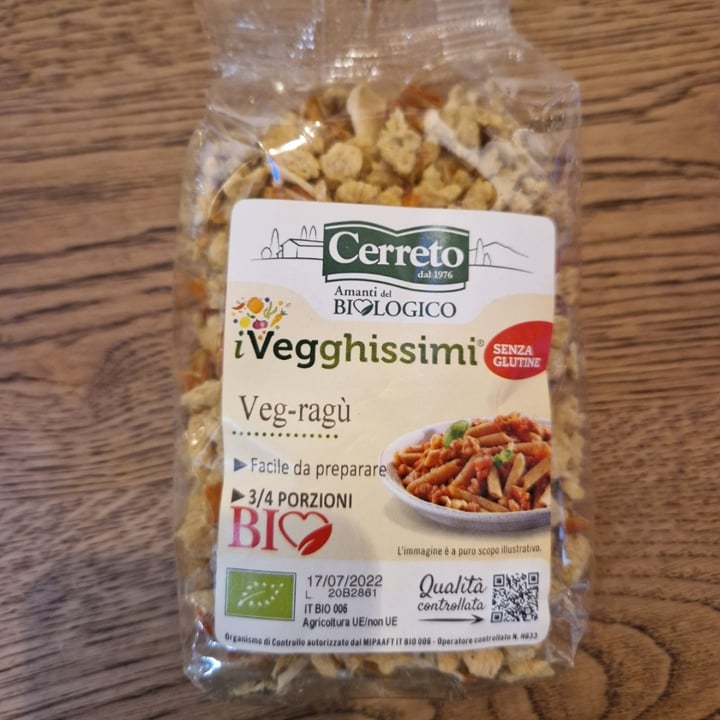 Cerreto
dal 1976
Amanti del
BIOLOGICO
iVegghissimi®
SENZA
GLUTINE
Veg-ragù
Facile da preparare
3/4 PORZIONI
BIO
L'immagine è a puro scopo illustrativo.
17/07/2022
L. 20B2861
IT BIO 006
Agricoltura UE/non UE
Qualità
controllata
Organismo di Controllo autorizzato dal MIPAAFT IT BIO 006 - Operatore controllato N. H633